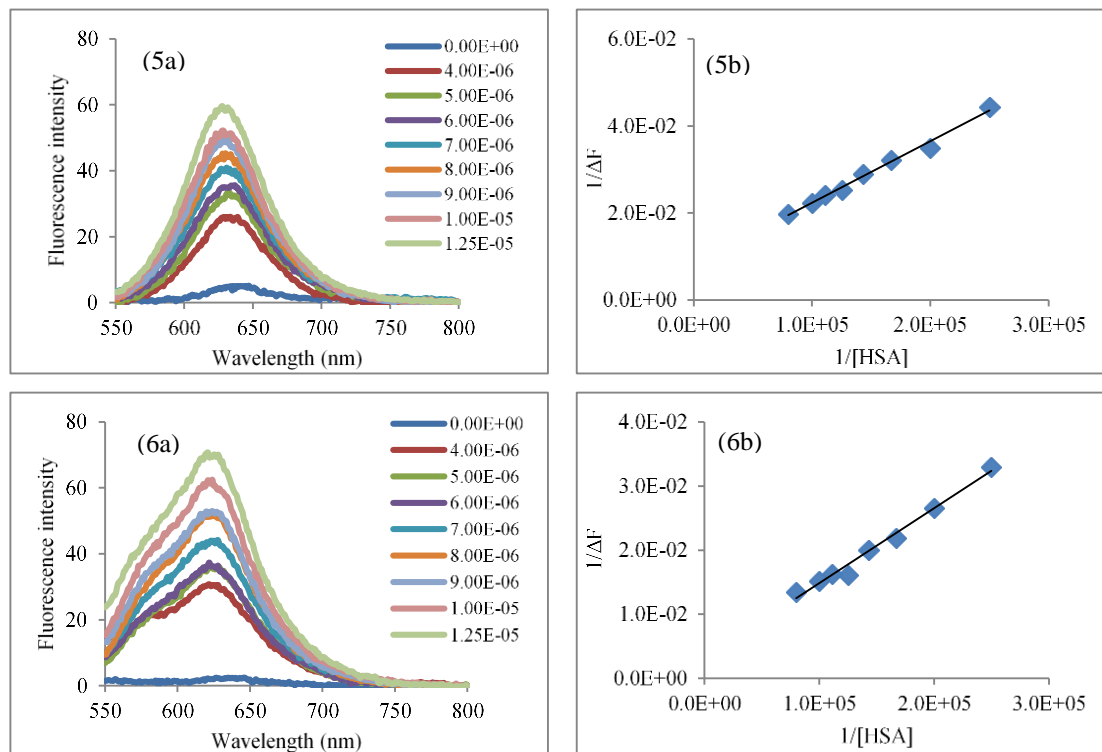 (5a)
Fluorescence intensity
80
60
40
20
0
550 600 650 700 750 800
Wavelength (nm)
0.00E+00
4.00E-06
5.00E-06
6.00E-06
7.00E-06
8.00E-06
9.00E-06
1.00E-05
1.25E-05
(5b)
1/ΔF
6.0E-02
4.0E-02
2.0E-02
0.0E+00
0.0E+00 1.0E+05 2.0E+05 3.0E+05
1/[HSA]
(6a)
Fluorescence intensity
80
60
40
20
0
550 600 650 700 750 800
Wavelength (nm)
0.00E+00
4.00E-06
5.00E-06
6.00E-06
7.00E-06
8.00E-06
9.00E-06
1.00E-05
1.25E-05
(6b)
1/ΔF
4.0E-02
3.0E-02
2.0E-02
1.0E-02
0.0E+00
0.0E+00 1.0E+05 2.0E+05 3.0E+05
1/[HSA]